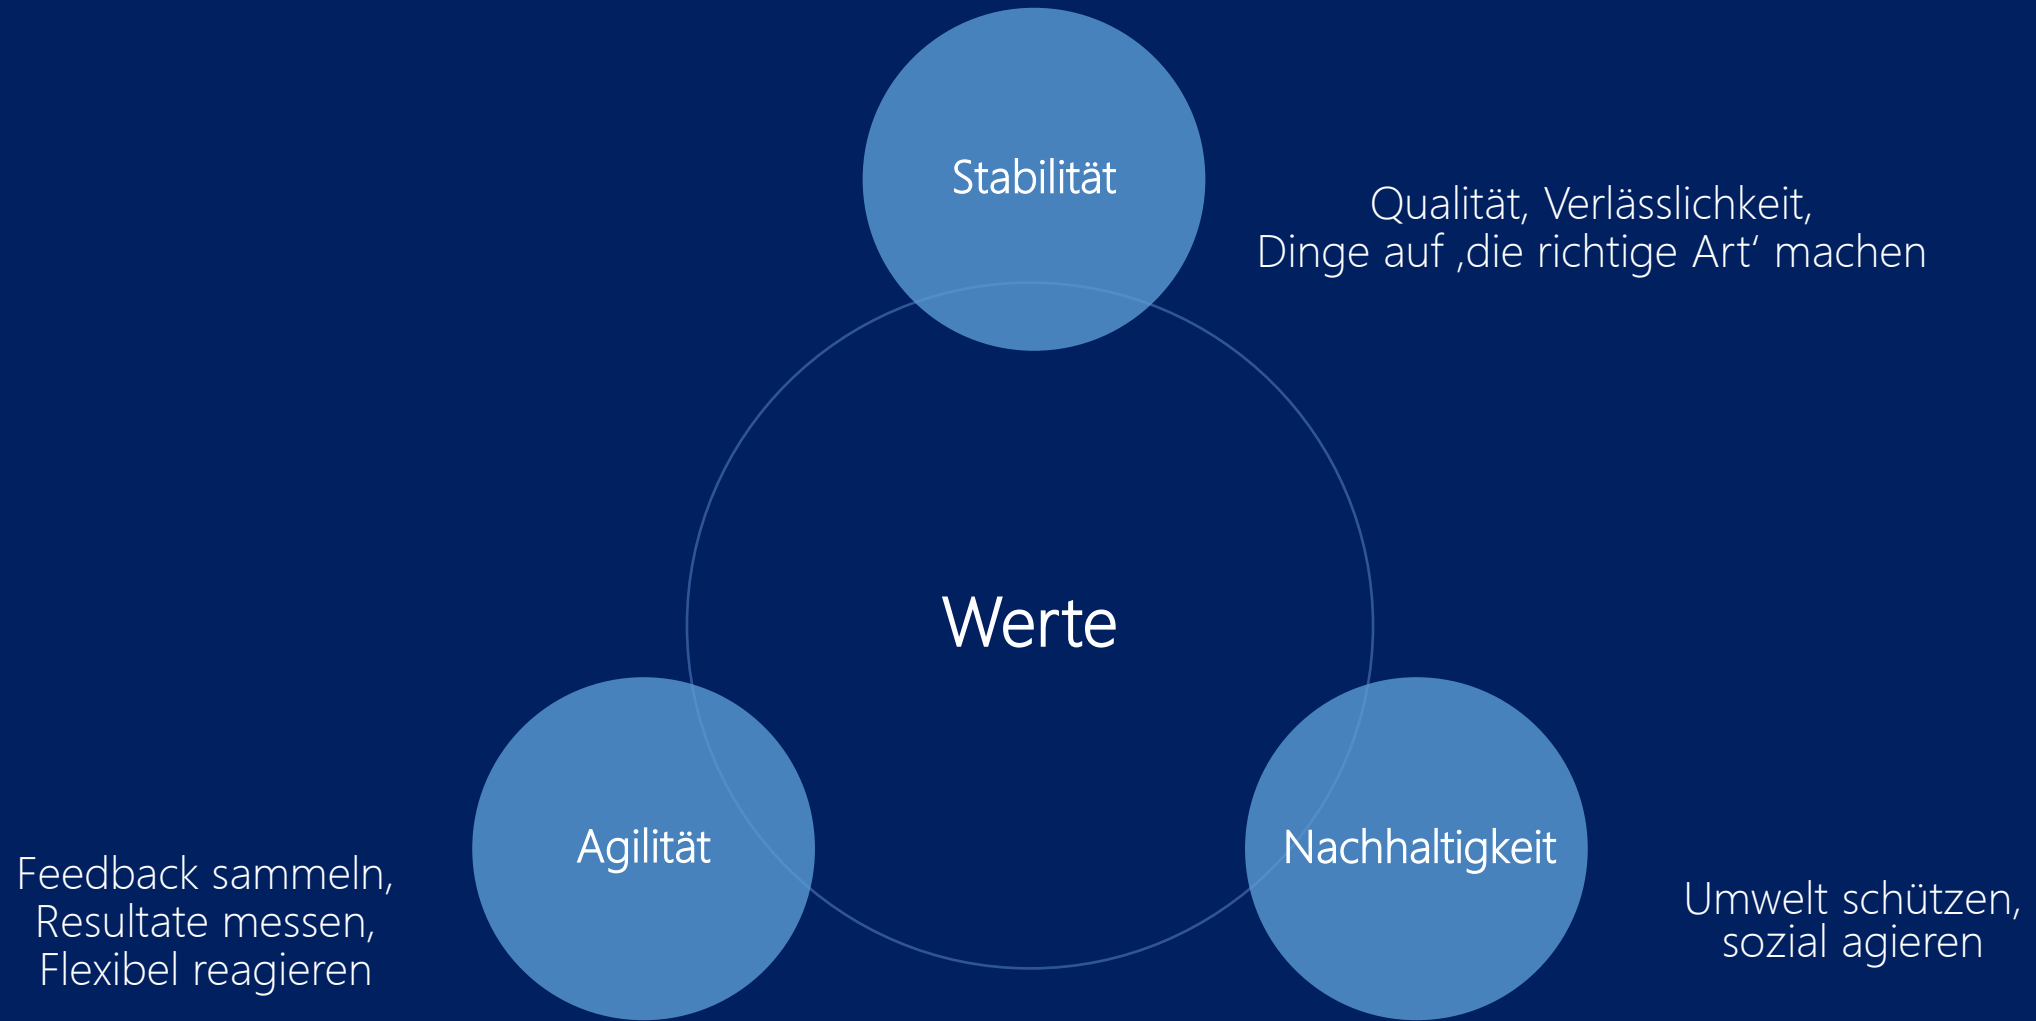 Stabilität
Qualität, Verlässlichkeit,
Dinge auf ‚die richtige Art‘ machen
Werte
Agilität
Feedback sammeln,
Resultate messen,
Flexibel reagieren
Nachhaltigkeit
Umwelt schützen,
sozial agieren